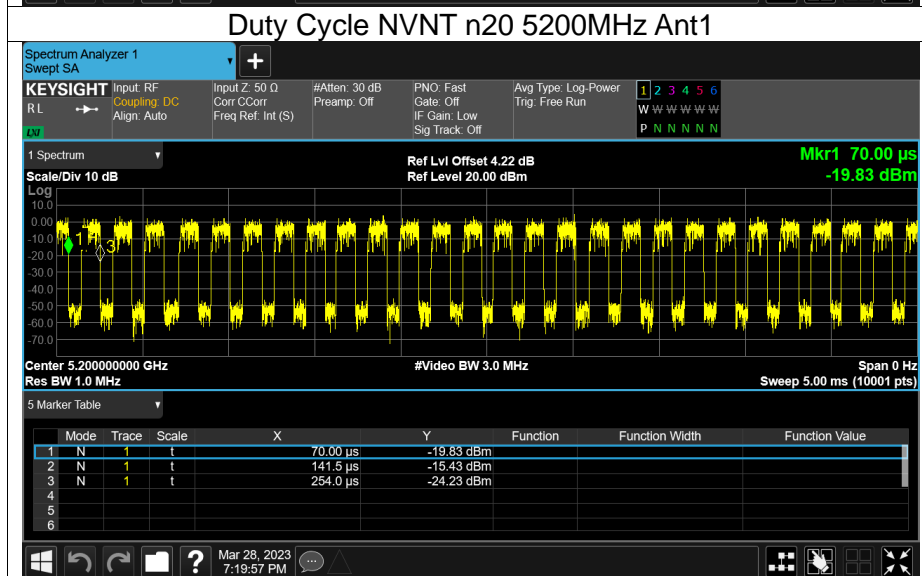 Duty Cycle NVNT n20 5200MHz Ant1
Spectrum Analyzer 1
Swept SA
+
KEYSIGHT Input: RF Input Z: 50 Ω #Atten: 30 dB PNO: Fast Avg Type: Log-Power 1 2 3 4 5 6
RL Coupling: DC Corr CCorr Preamp: Off Gate: Off Trig: Free Run W W W W W W
Align: Auto Freq Ref: Int (S) IF Gain: Low
LXI Sig Track: Off P N N N N N
1 Spectrum Ref Lvl Offset 4.22 dB Mkr1 70.00 µs
Scale/Div 10 dB Ref Level 20.00 dBm -19.83 dBm
Log
10.0
0.00
-10.0 1 3
-20.0
-30.0
-40.0
-50.0
-60.0
-70.0
Center 5.200000000 GHz #Video BW 3.0 MHz Span 0 Hz
Res BW 1.0 MHz Sweep 5.00 ms (10001 pts)
5 Marker Table
Mode Trace Scale X Y Function Function Width Function Value
1 N 1 t 70.00 µs -19.83 dBm
2 N 1 t 141.5 µs -15.43 dBm
3 N 1 t 254.0 µs -24.23 dBm
4
5
6
? Mar 28, 2023
7:19:57 PM